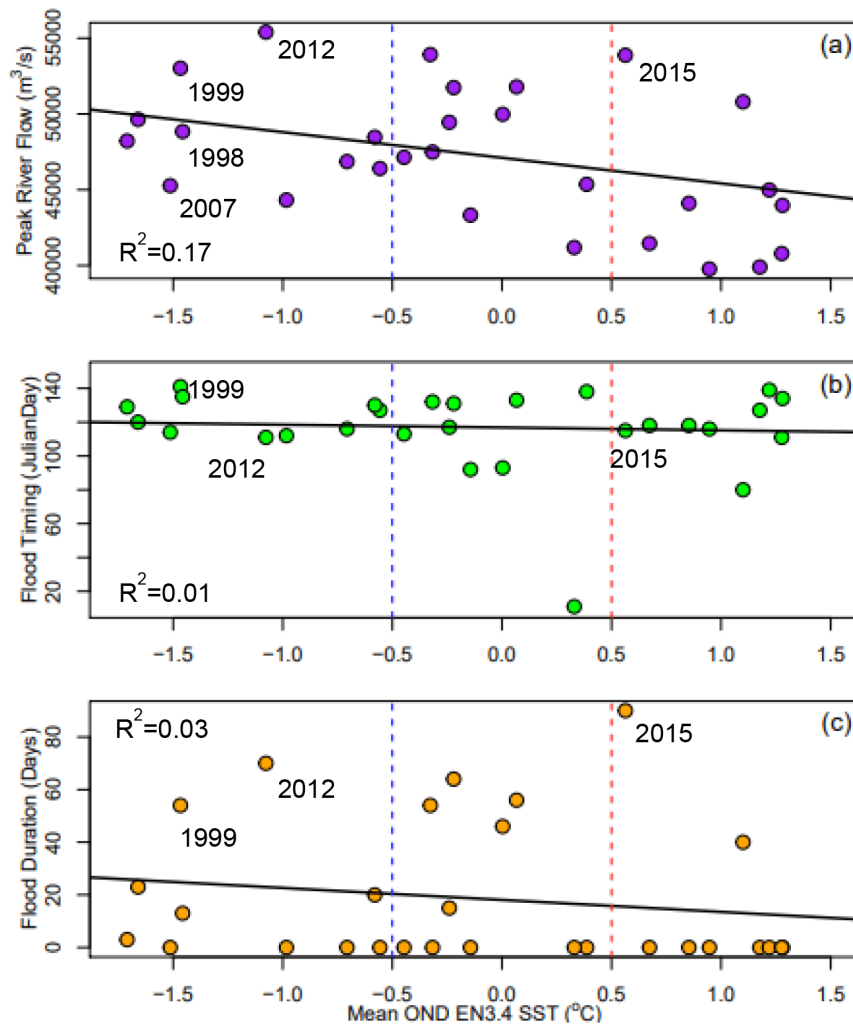 (a)
55000
2012
2015
1999
50000
1998
45000
2007
40000
Peak River Flow (m³/s)
R²=0.17
−1.5 −1.0 −0.5 0.0 0.5 1.0 1.5
(b)
140
1999
100
2012
2015
60
20
Flood Timing (JulianDay)
R²=0.01
−1.5 −1.0 −0.5 0.0 0.5 1.0 1.5
R²=0.03
(c)
80
2015
2012
60
1999
40
20
0
Flood Duration (Days)
−1.5 −1.0 −0.5 0.0 0.5 1.0 1.5
Mean OND EN3.4 SST (°C)